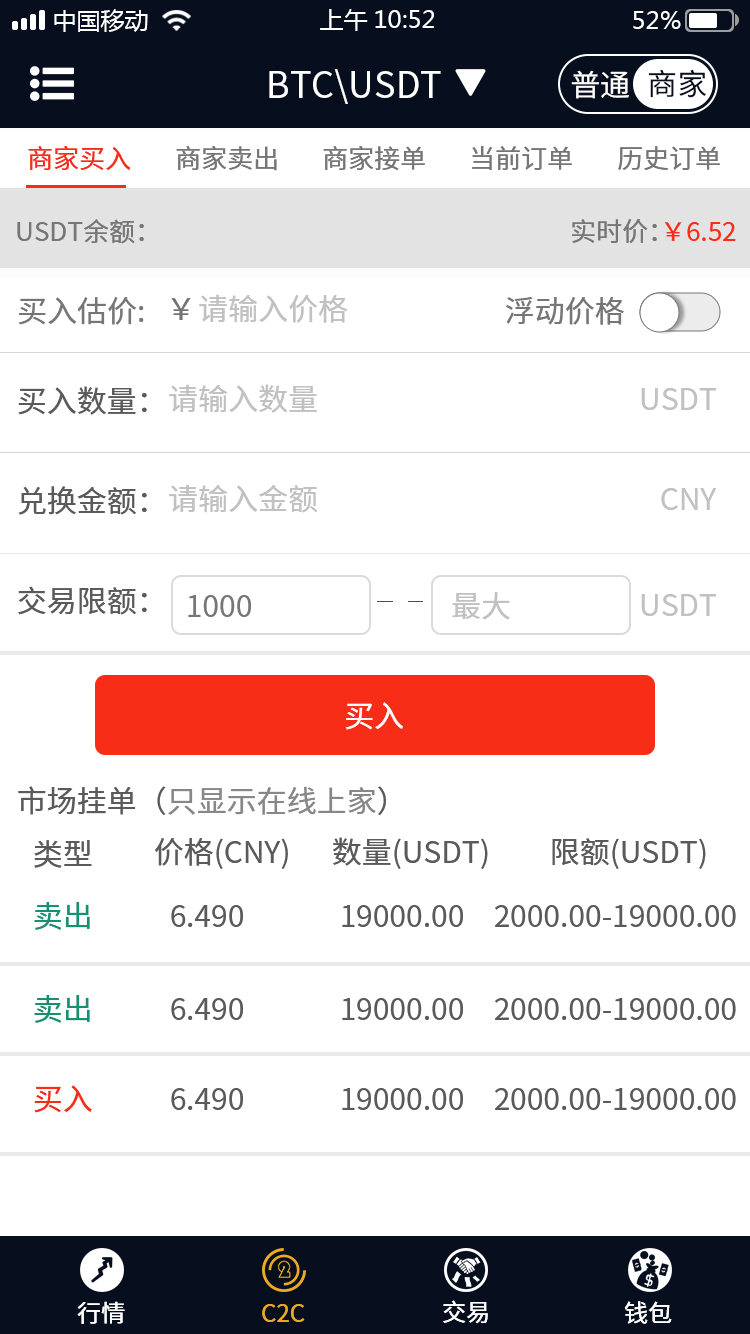 中国移动 上午 10:52 52%
BTC\USDT ▼ 普通 商家
商家买入 商家卖出 商家接单 当前订单 历史订单
USDT余额： 实时价：￥6.52
买入估价: ￥ 请输入价格 浮动价格
买入数量： 请输入数量 USDT
兑换金额： 请输入金额 CNY
交易限额： 1000 – – 最大 USDT
买入
市场挂单（只显示在线上家）
类型 价格(CNY) 数量(USDT) 限额(USDT)
卖出 6.490 19000.00 2000.00-19000.00
卖出 6.490 19000.00 2000.00-19000.00
买入 6.490 19000.00 2000.00-19000.00
行情 C2C 交易 钱包